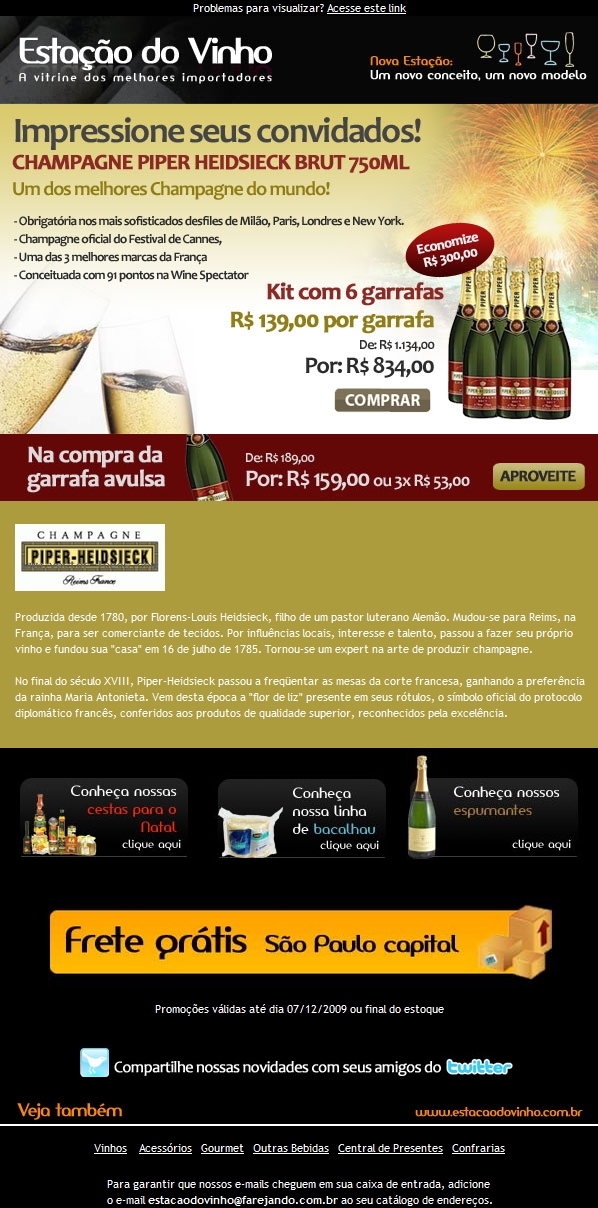 Problemas para visualizar? Acesse este link
Estação do Vinho
A vitrine dos melhores importadores
Nova Estação:
Um novo conceito, um novo modelo
Impressione seus convidados!
CHAMPAGNE PIPER HEIDSIECK BRUT 750ML
Um dos melhores Champagne do mundo!
- Obrigatória nos mais sofisticados desfiles de Milão, Paris, Londres e New York.
- Champagne oficial do Festival de Cannes,
- Uma das 3 melhores marcas da França
- Conceituada com 91 pontos na Wine Spectator
Economize
R$ 300,00
Kit com 6 garrafas
R$ 139,00 por garrafa
De: R$ 1.134,00
Por: R$ 834,00
COMPRAR
Na compra da
garrafa avulsa
De: R$ 189,00
Por: R$ 159,00 ou 3x R$ 53,00
APROVEITE
CHAMPAGNE
PIPER-HEIDSIECK
Reims France
Produzida desde 1780, por Florens-Louis Heidsieck, filho de um pastor luterano Alemão. Mudou-se para Reims, na
França, para ser comerciante de tecidos. Por influências locais, interesse e talento, passou a fazer seu próprio
vinho e fundou sua "casa" em 16 de julho de 1785. Tornou-se um expert na arte de produzir champagne.
No final do século XVIII, Piper-Heidsieck passou a freqüentar as mesas da corte francesa, ganhando a preferência
da rainha Maria Antonieta. Vem desta época a "flor de liz" presente em seus rótulos, o símbolo oficial do protocolo
diplomático francês, conferidos aos produtos de qualidade superior, reconhecidos pela excelência.
Conheça nossas
cestas para o
Natal
clique aqui
Conheça
nossa linha
de bacalhau
clique aqui
Conheça nossos
espumantes
clique aqui
Frete grátis São Paulo capital
Promoções válidas até dia 07/12/2009 ou final do estoque
Compartilhe nossas novidades com seus amigos do twitter
Veja também
www.estacaodovinho.com.br
Vinhos Acessórios Gourmet Outras Bebidas Central de Presentes Confrarias
Para garantir que nossos e-mails cheguem em sua caixa de entrada, adicione
o e-mail estacaodovinho@farejando.com.br ao seu catálogo de endereços.